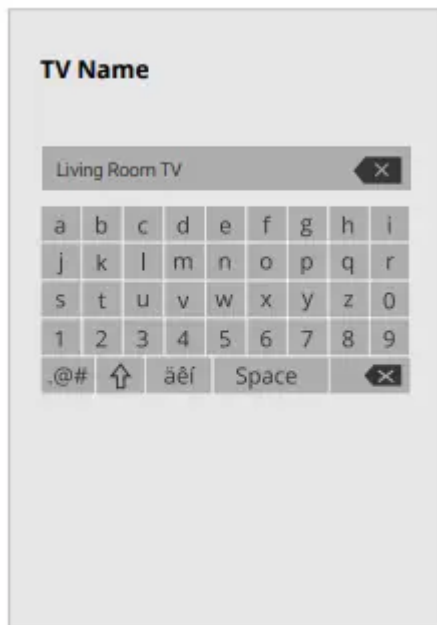 TV Name
Living Room TV
a b c d e f g h i
j k l m n o p q r
s t u v w x y z 0
1 2 3 4 5 6 7 8 9
.@# äêí Space